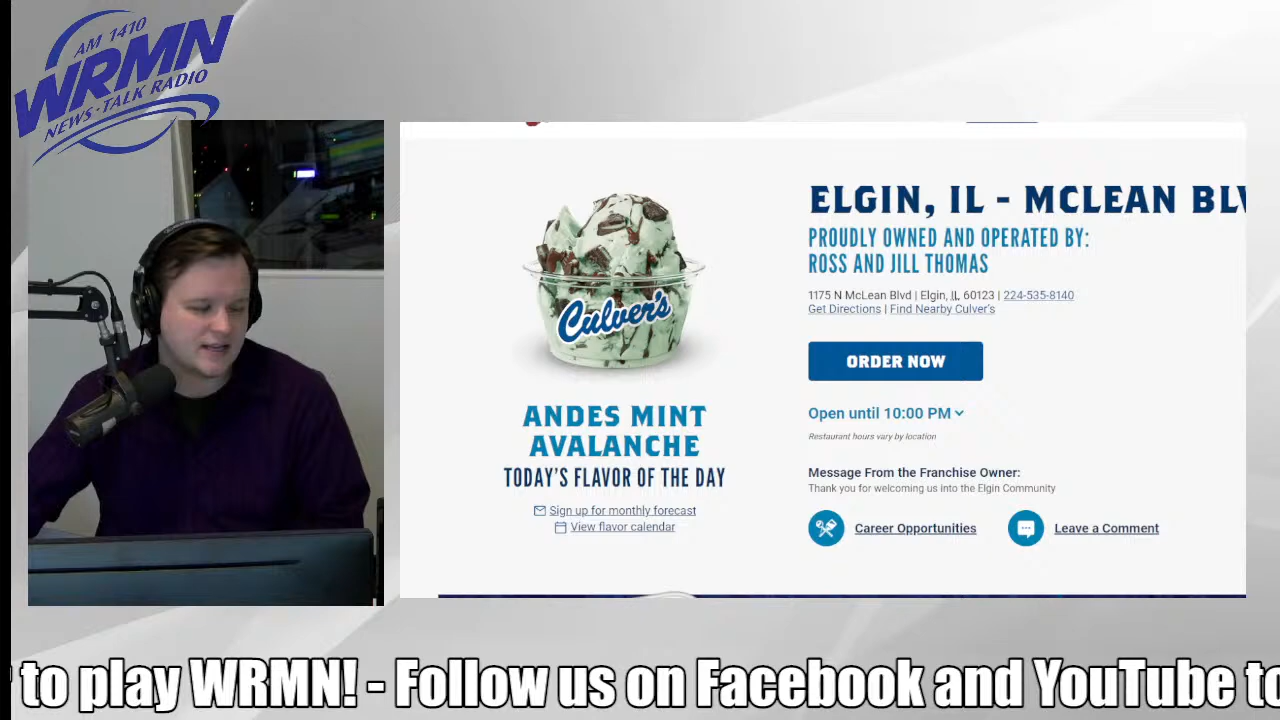 AM 1410
WRMN
NEWS-TALK RADIO
Culver's
ANDES MINT
AVALANCHE
TODAY'S FLAVOR OF THE DAY
Sign up for monthly forecast
View flavor calendar
ELGIN, IL - MCLEAN BLV
PROUDLY OWNED AND OPERATED BY:
ROSS AND JILL THOMAS
1175 N McLean Blvd | Elgin, IL, 60123 | 224-535-8140
Get Directions | Find Nearby Culver's
ORDER NOW
Open until 10:00 PM
Restaurant hours vary by location
Message From the Franchise Owner:
Thank you for welcoming us into the Elgin Community
Career Opportunities
Leave a Comment
to play WRMN! - Follow us on Facebook and YouTube to